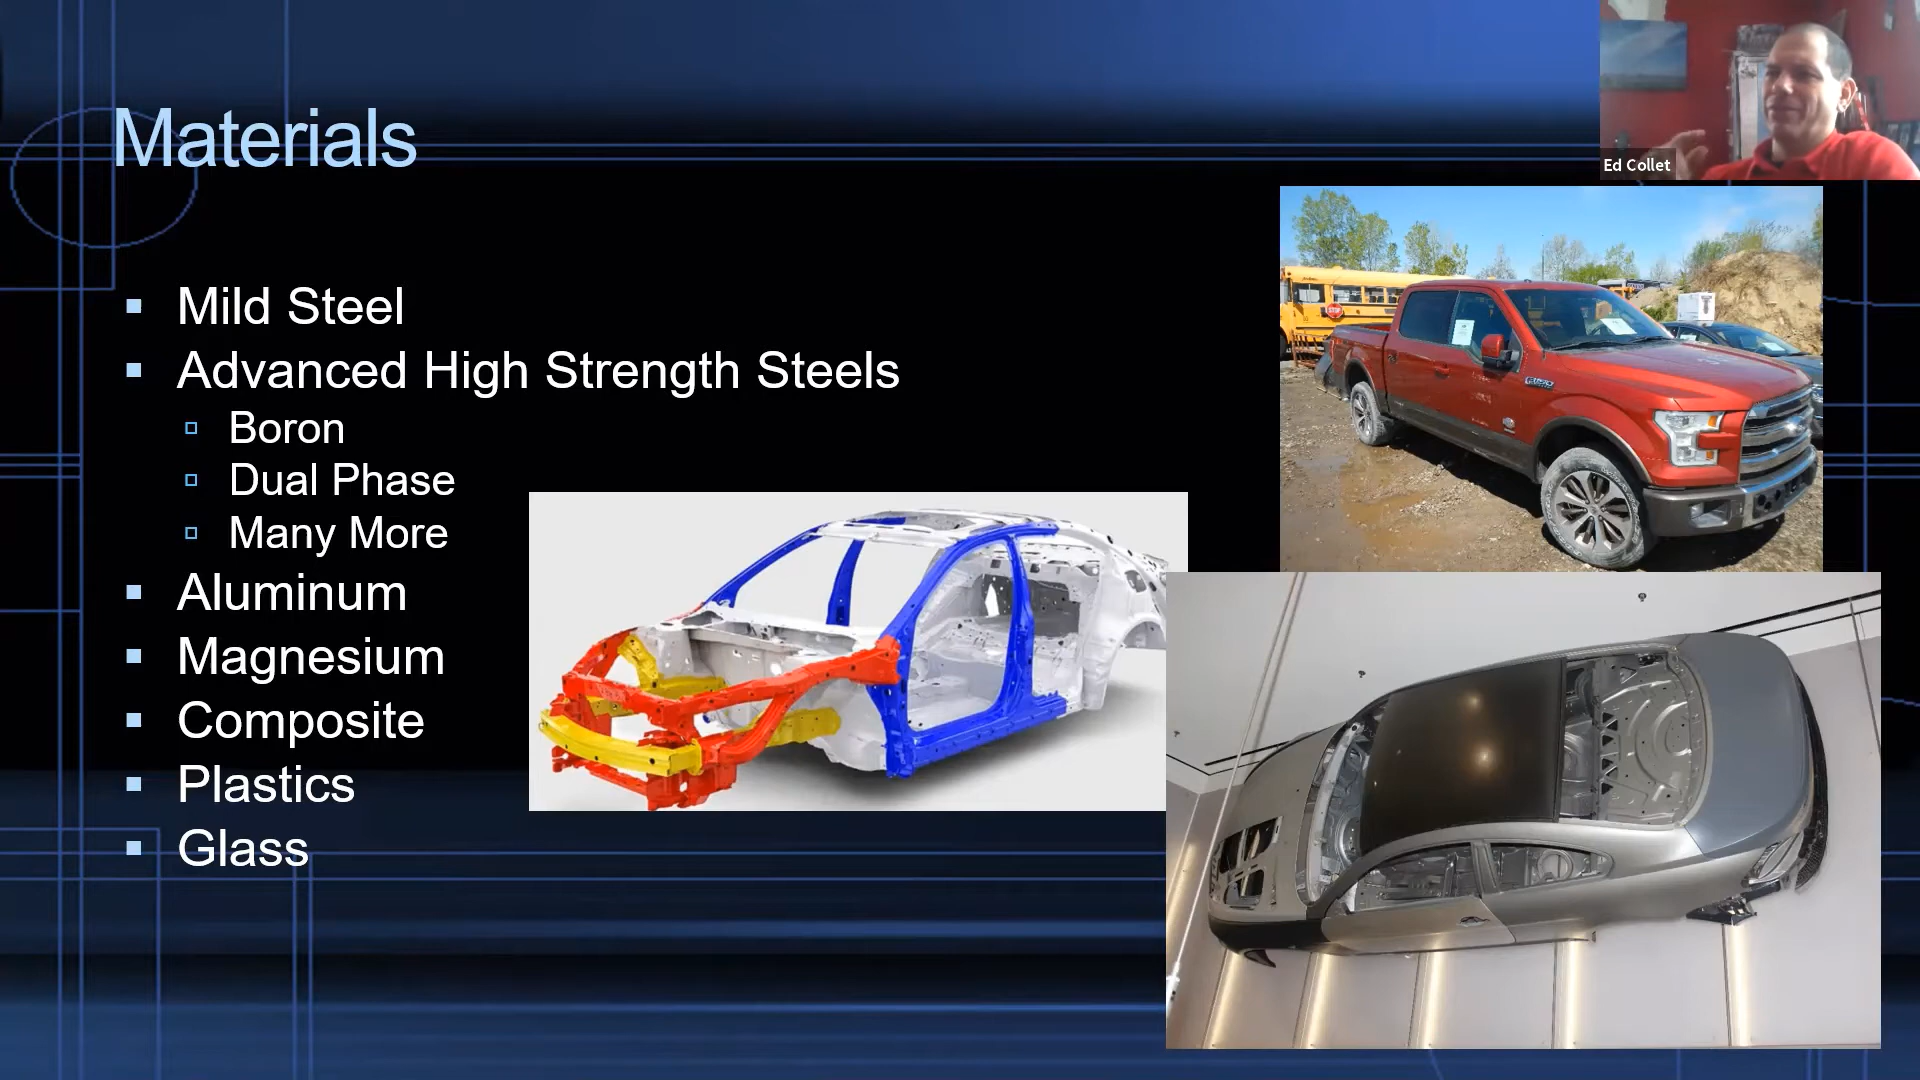 Materials
Ed Collet
Mild Steel
Advanced High Strength Steels
Boron
Dual Phase
Many More
Aluminum
Magnesium
Composite
Plastics
Glass
STOP